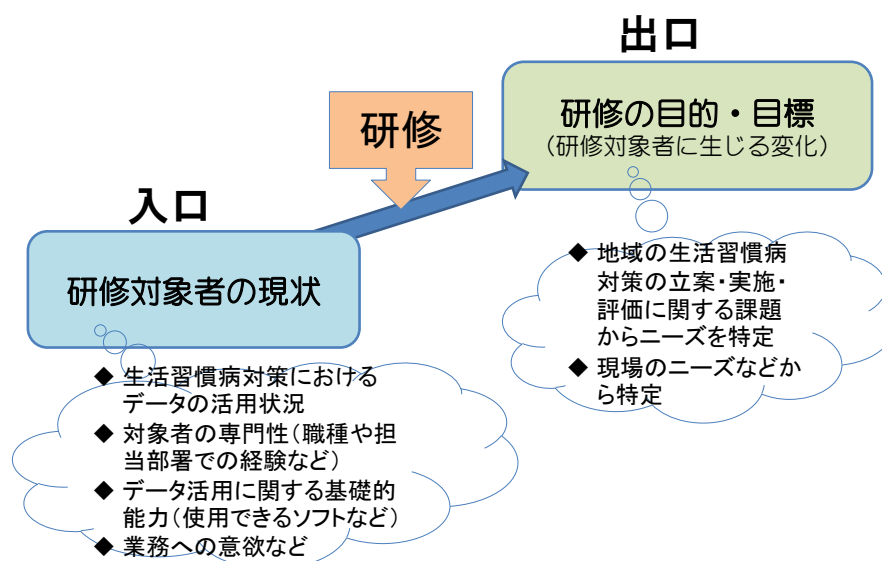 出口
研修の目的・目標
（研修対象者に生じる変化）
研修
入口
研修対象者の現状
◆ 地域の生活習慣病
対策の立案・実施・
評価に関する課題
からニーズを特定
◆ 現場のニーズなどか
ら特定
◆ 生活習慣病対策における
データの活用状況
◆ 対象者の専門性（職種や担
当部署での経験など）
◆ データ活用に関する基礎的
能力（使用できるソフトなど）
◆ 業務への意欲など